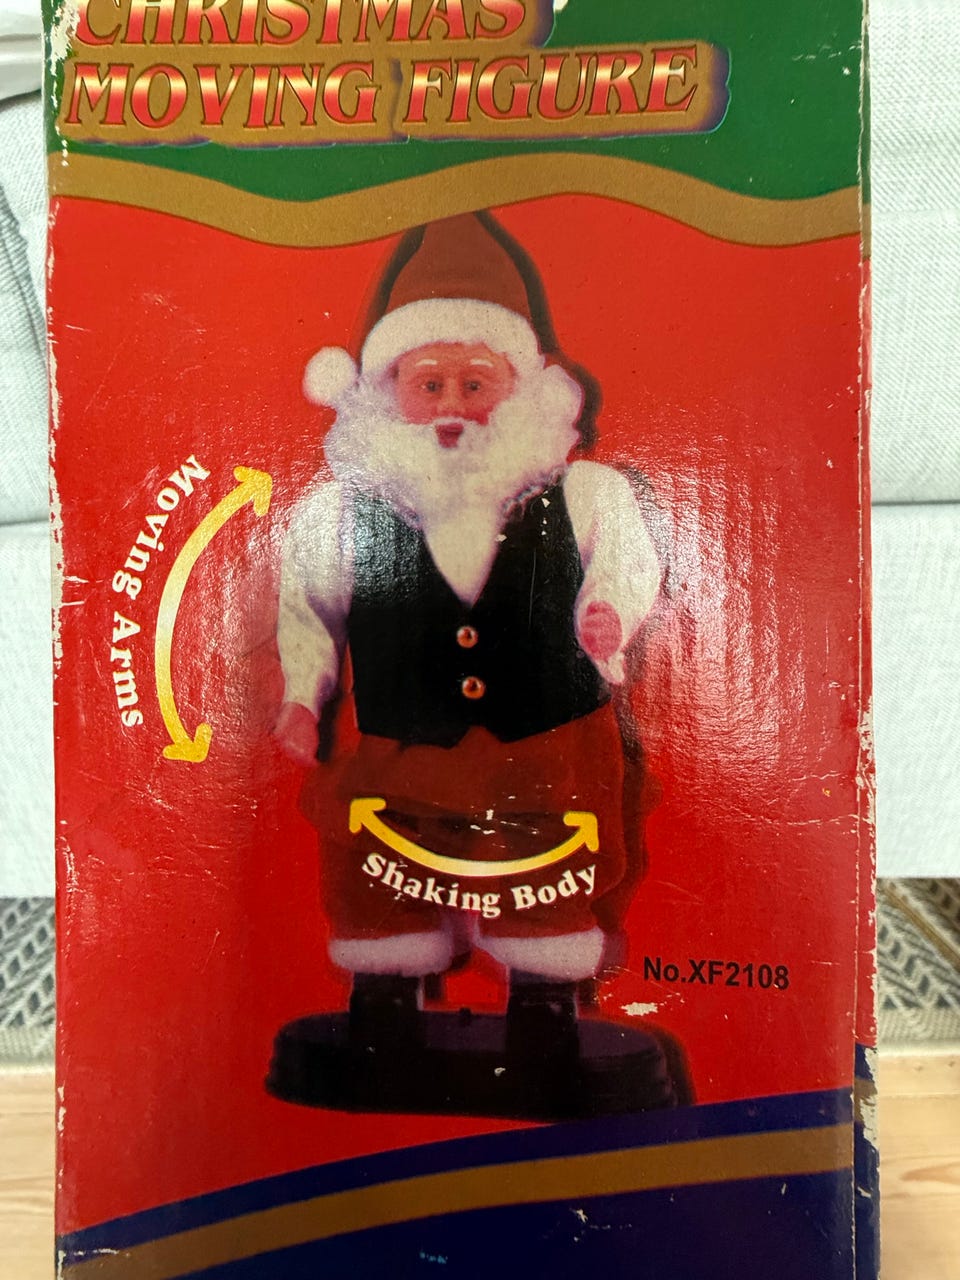 CHRISTMAS
MOVING FIGURE
Moving Arms
Shaking Body
No.XF2108